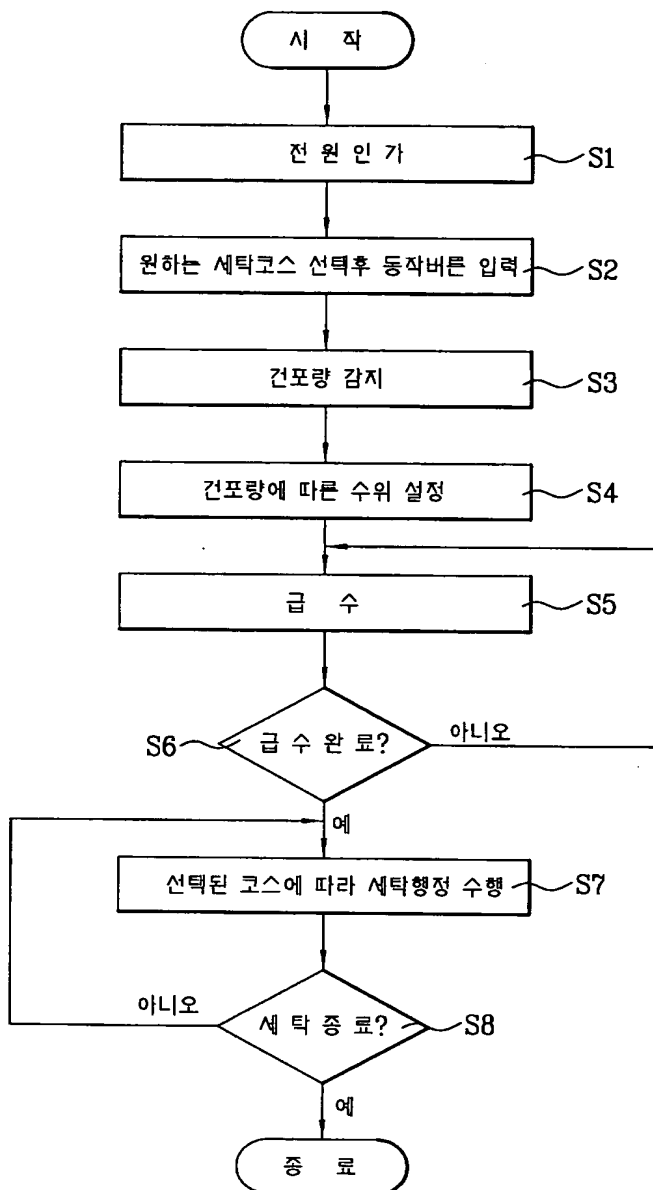 시 작
전 원 인 가
S1
원하는 세탁코스 선택후 동작버튼 입력
S2
건포량 감지
S3
건포량에 따른 수위 설정
S4
급 수
S5
S6
급 수 완 료?
아니오
예
선택된 코스에 따라 세탁행정 수행
S7
아니오
세 탁 종 료?
S8
예
종 료